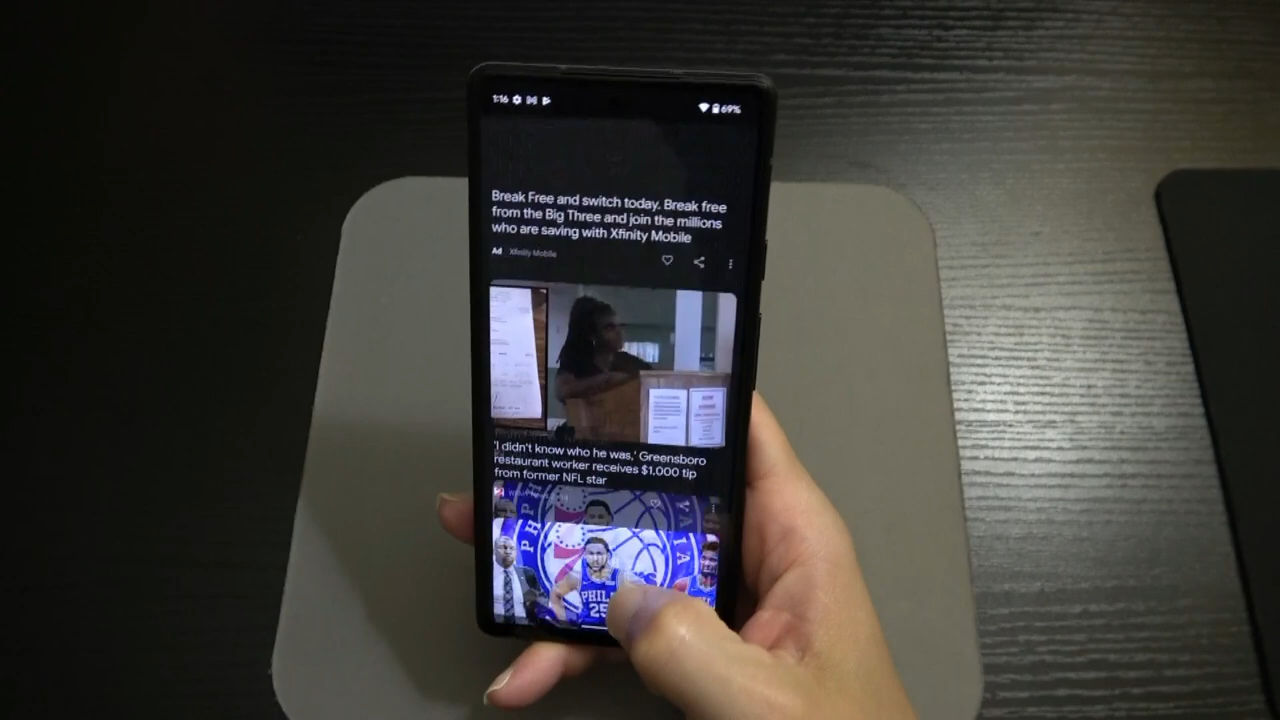 1:16
69%
Break Free and switch today. Break free
from the Big Three and join the millions
who are saving with Xfinity Mobile
Ad Xfinity Mobile
'I didn't know who he was,' Greensboro
restaurant worker receives $1,000 tip
from former NFL star
PHIL
25